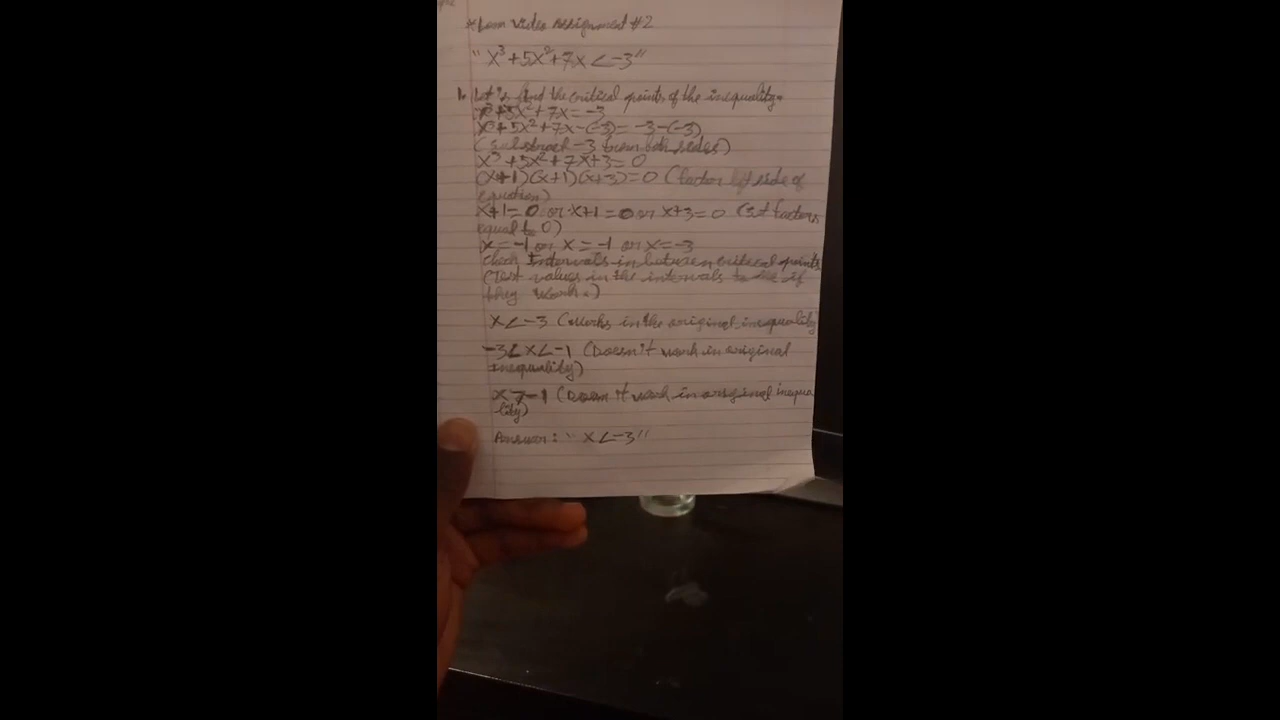 * Loom Video Assignment #2
" x³+5x²+7x <-3"
1. Let's find the critical points of the inequality.
x³+5x²+7x=-3
x³+5x²+7x-(-3)= -3-(-3)
(Substract -3 from both sides)
x³+5x²+7x+3=0
(x+1)(x+1)(x+3)=0 (factor left side of
equation)
x+1=0 or x+1=0 or x+3=0 (Set factors
equal to 0)
x=-1 or x=-1 or x=-3
Check Intervals in between critical points
(Test values in the intervals to see if
they work.)
x<-3 (Works in the original inequality)
-3<x<-1 (Doesn't work in original
Inequality)
x>-1 (Doesn't work in original inequa
-lity)
Answer: " x<-3"